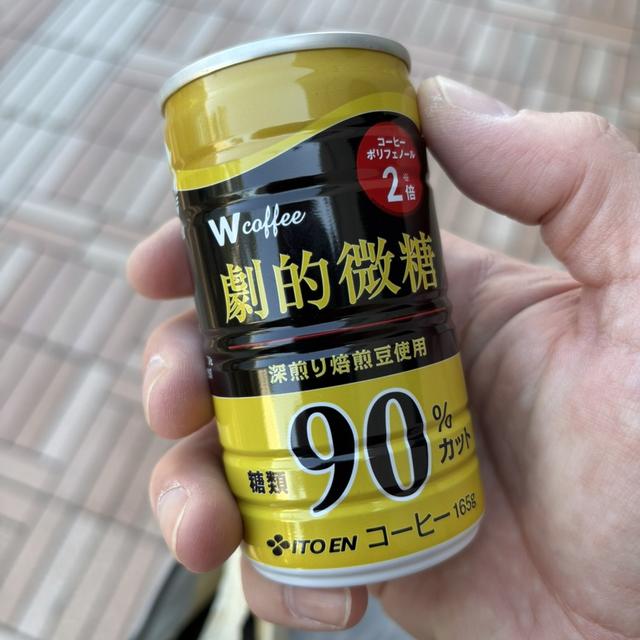 コーヒー
ポリフェノール
2※倍
W coffee
劇的微糖
深煎り焙煎豆使用
糖類 90%カット
ITO EN コーヒー 165g